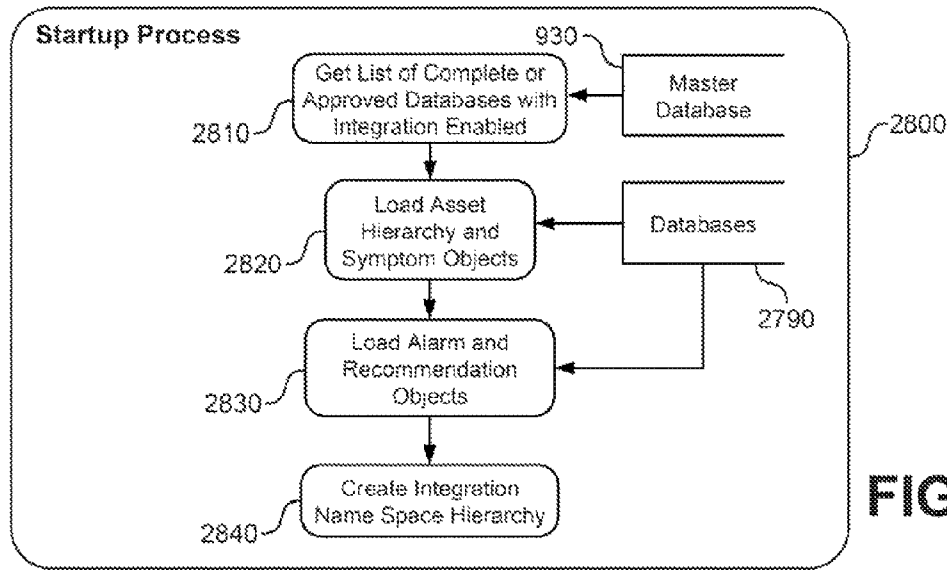 Startup Process
930
Get List of Complete or
Approved Databases with
Integration Enabled
2810
Master
Database
2800
Load Asset
Hierarchy and
Symptom Objects
2820
Databases
2790
Load Alarm and
Recommendation
Objects
2830
Create Integration
Name Space Hierarchy
2840
FIG